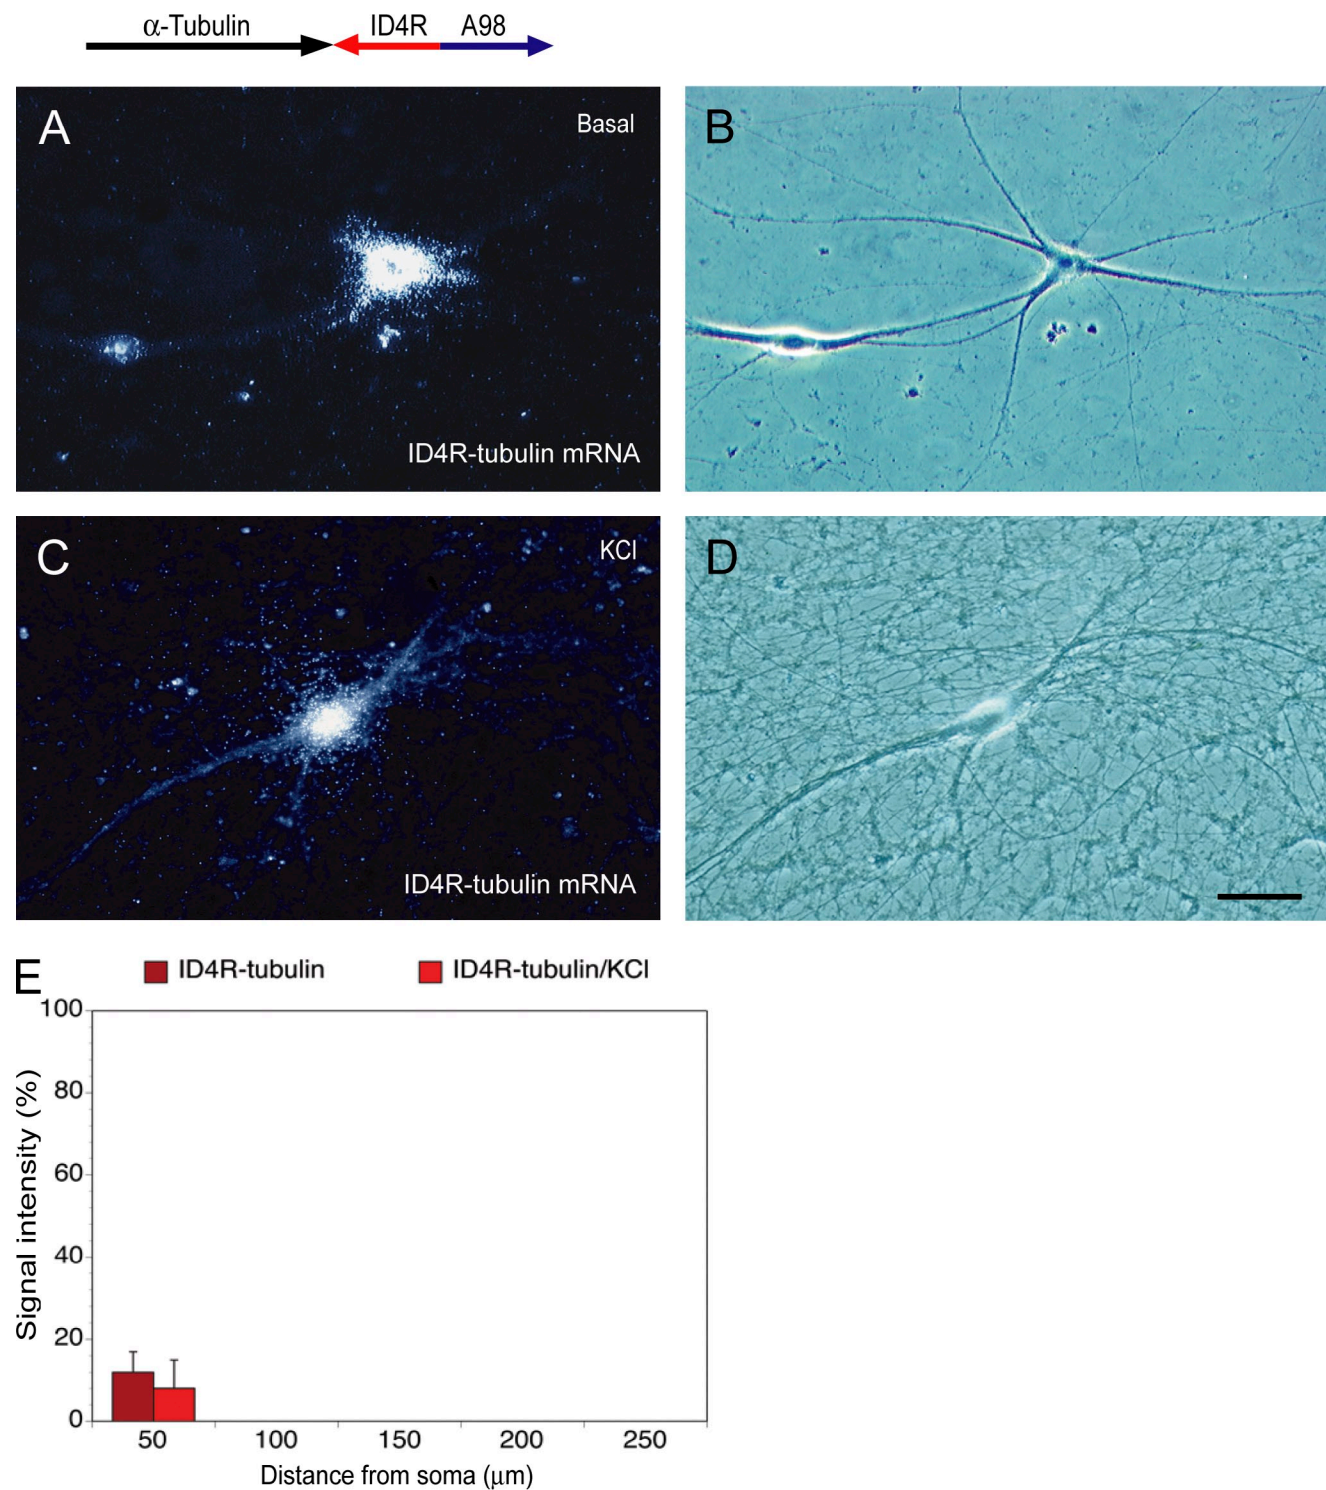 α-Tubulin ID4R A98
A
Basal
ID4R-tubulin mRNA
B
C
KCl
ID4R-tubulin mRNA
D
E
ID4R-tubulin ID4R-tubulin/KCl
Signal intensity (%)
100
80
60
40
20
0
50 100 150 200 250
Distance from soma (μm)